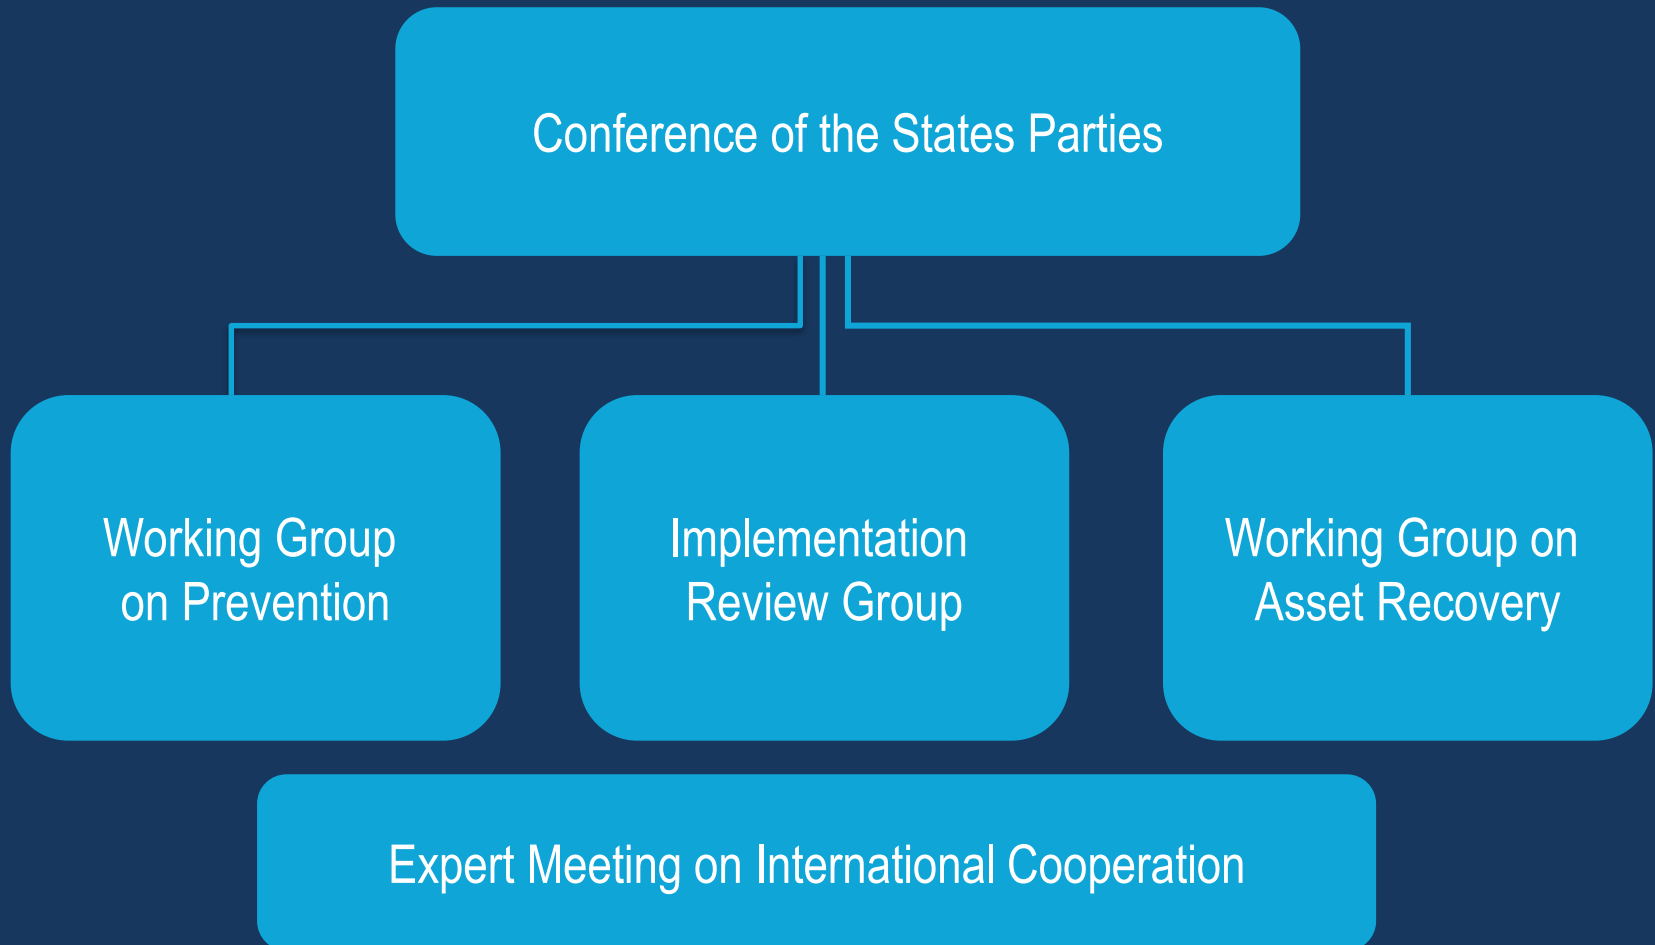 Conference of the States Parties
Working Group
on Prevention
Implementation
Review Group
Working Group on
Asset Recovery
Expert Meeting on International Cooperation